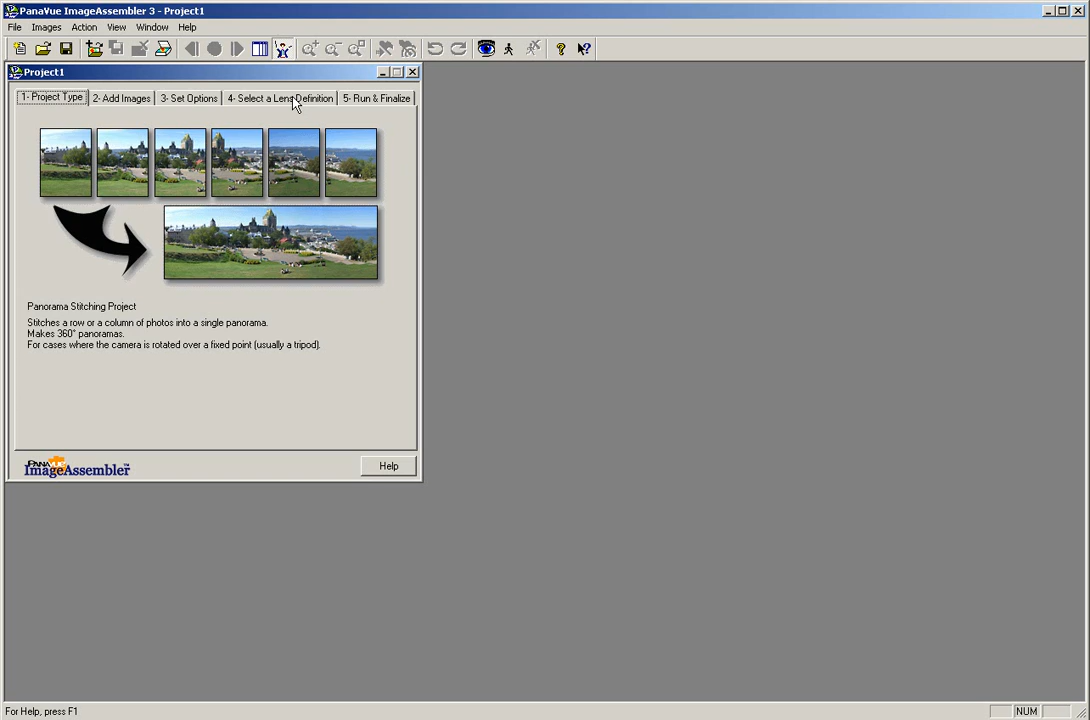 PanaVue ImageAssembler 3 - Project1
File Images Action View Window Help
Project1
1- Project Type 2- Add Images 3- Set Options 4- Select a Lens Definition 5- Run & Finalize
Panorama Stitching Project
Stitches a row or a column of photos into a single panorama.
Makes 360° panoramas.
For cases where the camera is rotated over a fixed point (usually a tripod).
PANAVUE
ImageAssembler™
Help
For Help, press F1
NUM